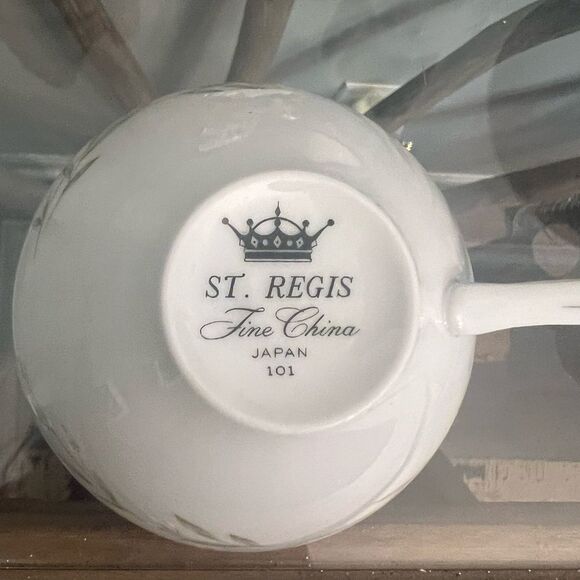 ST. REGIS
Fine China
JAPAN
101